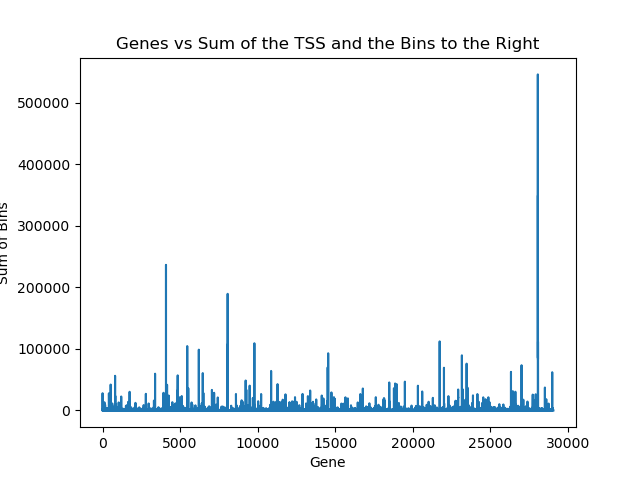 Genes vs Sum of the TSS and the Bins to the Right
500000
400000
300000
200000
100000
0
Sum of Bins
0 5000 10000 15000 20000 25000 30000
Gene